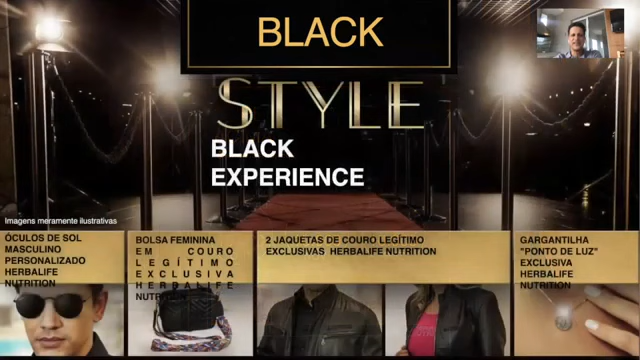 BLACK
STYLE
BLACK
EXPERIENCE
Imagens meramente ilustrativas
ÓCULOS DE SOL
MASCULINO
PERSONALIZADO
HERBALIFE
NUTRITION
BOLSA FEMININA
EM COURO
LEGÍTIMO
EXCLUSIVA
HERBALIFE
NUTRITION
2 JAQUETAS DE COURO LEGÍTIMO
EXCLUSIVAS HERBALIFE NUTRITION
GARGANTILHA
"PONTO DE LUZ"
EXCLUSIVA
HERBALIFE
NUTRITION